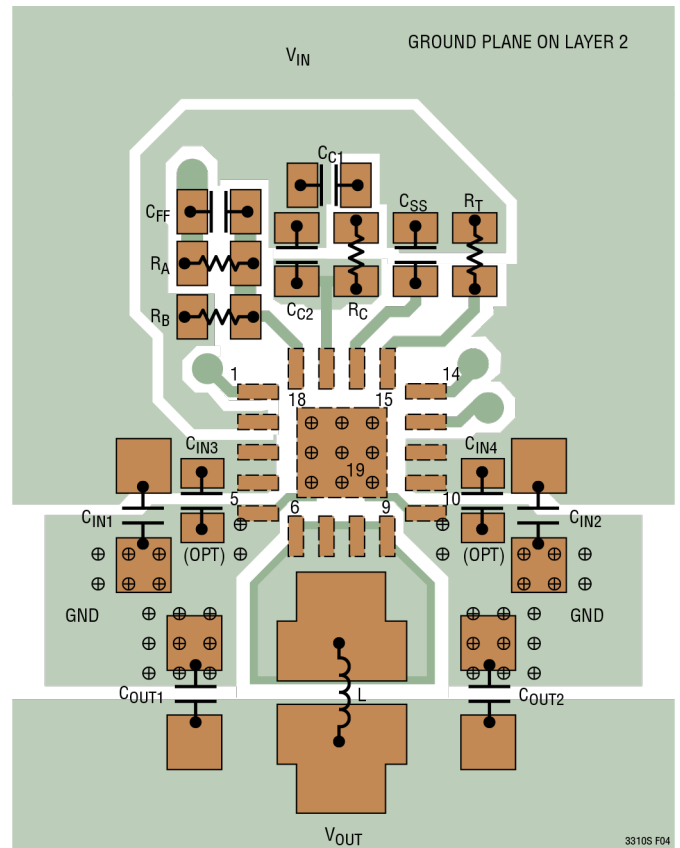 GROUND PLANE ON LAYER 2
VIN
CC1
CFF
CSS
RT
RA
RB
CC2
RC
1
14
18
15
CIN3
19
CIN4
5
6
9
10
CIN1
(OPT)
(OPT)
CIN2
GND
GND
COUT1
L
COUT2
VOUT
3310S F04